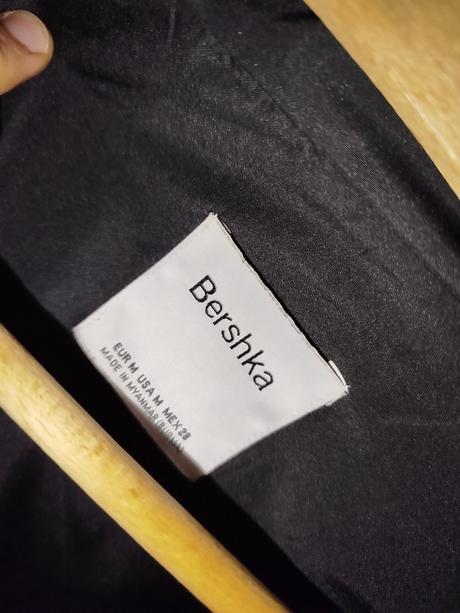 Bershka
EUR M USA M MEX 28
MADE IN MYANMAR (BURMA)